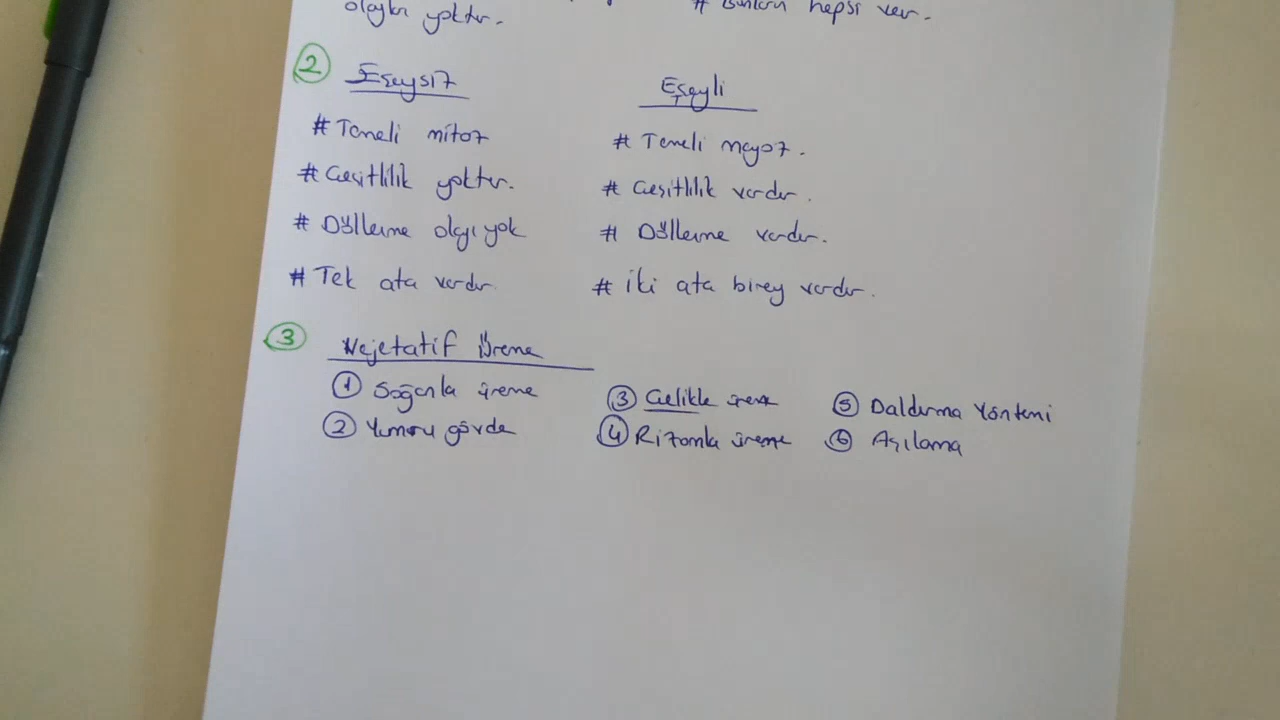 olayları yoktur.
# Bunların hepsi var.
2 Eşeysiz
# Temeli mitoz
# Çeşitlilik yoktur.
# Döllenme olayı yok
# Tek ata vardır.
Eşeyli
# Temeli mayoz.
# Çeşitlilik vardır.
# Döllenme vardır.
# İki ata birey vardır.
3 Vejetatif Üreme
1 Soğanla üreme
2 Yumru gövde
3 Çelikle üreme
4 Rizomla üreme
5 Daldırma Yöntemi
6 Aşılama